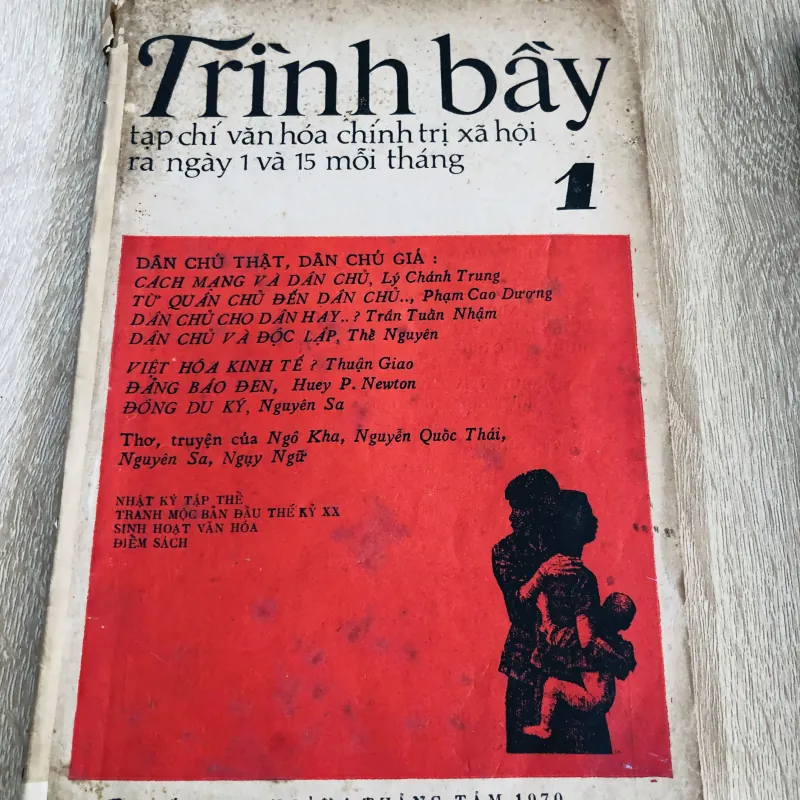 Trình bầy
tạp chí văn hóa chính trị xã hội
ra ngày 1 và 15 mỗi tháng
1
DÂN CHỦ THẬT, DÂN CHỦ GIẢ :
CÁCH MẠNG VÀ DÂN CHỦ, Lý Chánh Trung
TỪ QUÂN CHỦ ĐẾN DÂN CHỦ.., Phạm Cao Dương
DÂN CHỦ CHO DÂN HAY..? Trần Tuấn Nhậm
DÂN CHỦ VÀ ĐỘC LẬP, Thế Nguyên
VIỆT HÓA KINH TẾ ? Thuận Giao
ĐẢNG BÁO ĐEN, Huey P. Newton
ĐÔNG DU KÝ, Nguyên Sa
Thơ, truyện của Ngô Kha, Nguyễn Quốc Thái,
Nguyên Sa, Ngụy Ngữ
NHẬT KÝ TẬP THỂ
TRANH MỘC BẢN ĐẦU THẾ KỶ XX
SINH HOẠT VĂN HÓA
ĐIỂM SÁCH
THÁNG TÁM 1970